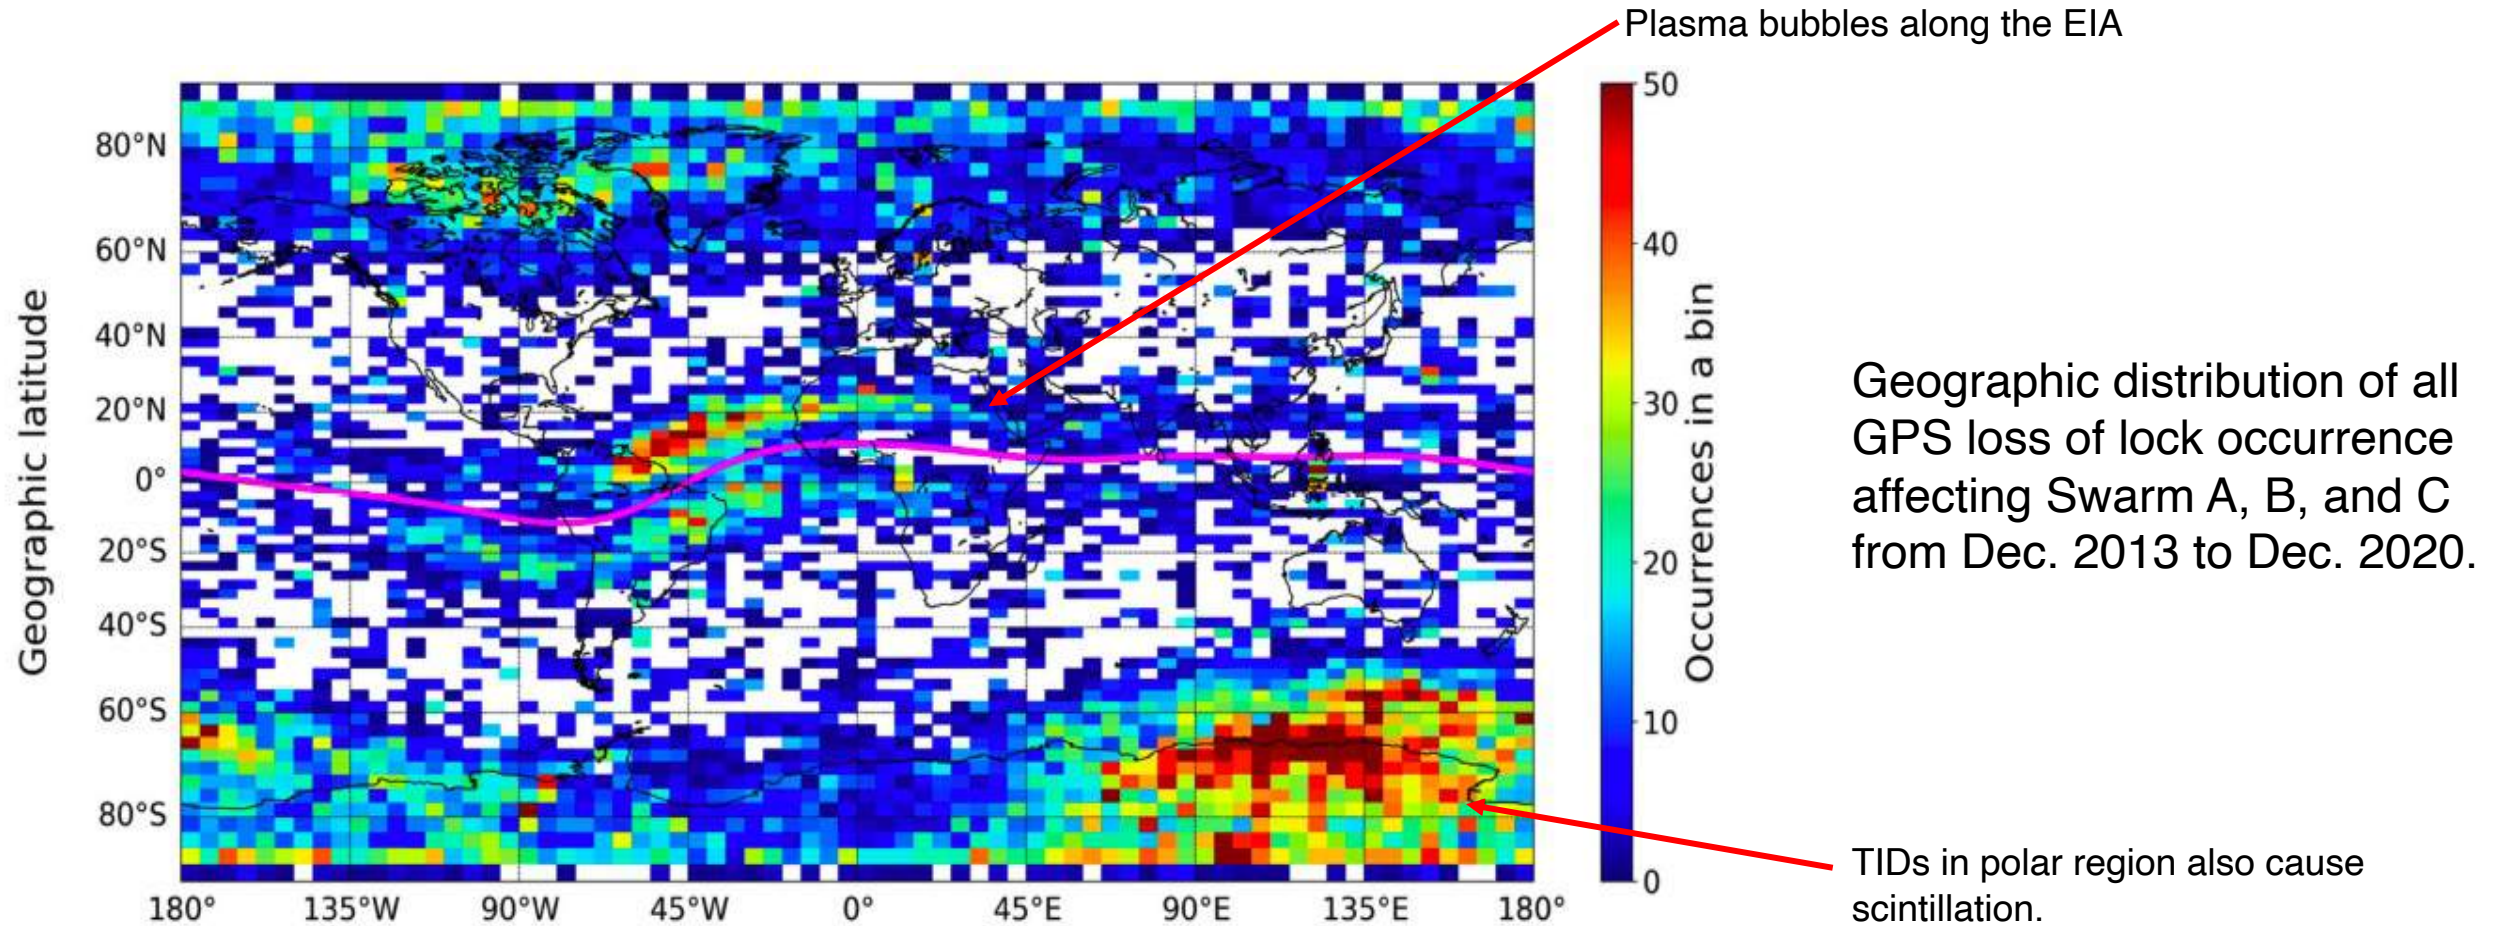 Plasma bubbles along the EIA
50
80°N
60°N
40
40°N
20°N
30
0°
20°S
20
40°S
60°S
10
80°S
0
180°
135°W
90°W
45°W
0°
45°E
90°E
135°E
180°
Geographic latitude
Occurrences in a bin
Geographic distribution of all
GPS loss of lock occurrence
affecting Swarm A, B, and C
from Dec. 2013 to Dec. 2020.
TIDs in polar region also cause
scintillation.